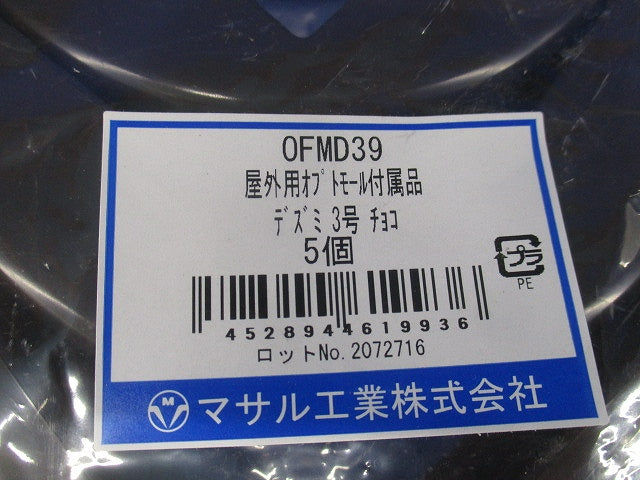 OFMD39
屋外用ｵﾌﾟﾄﾓｰﾙ付属品
ﾃﾞｽﾞﾐ 3号 ﾁｮｺ
5個
プラ
PE
4528944619936
ロットNo.2072716
M
マサル工業株式会社